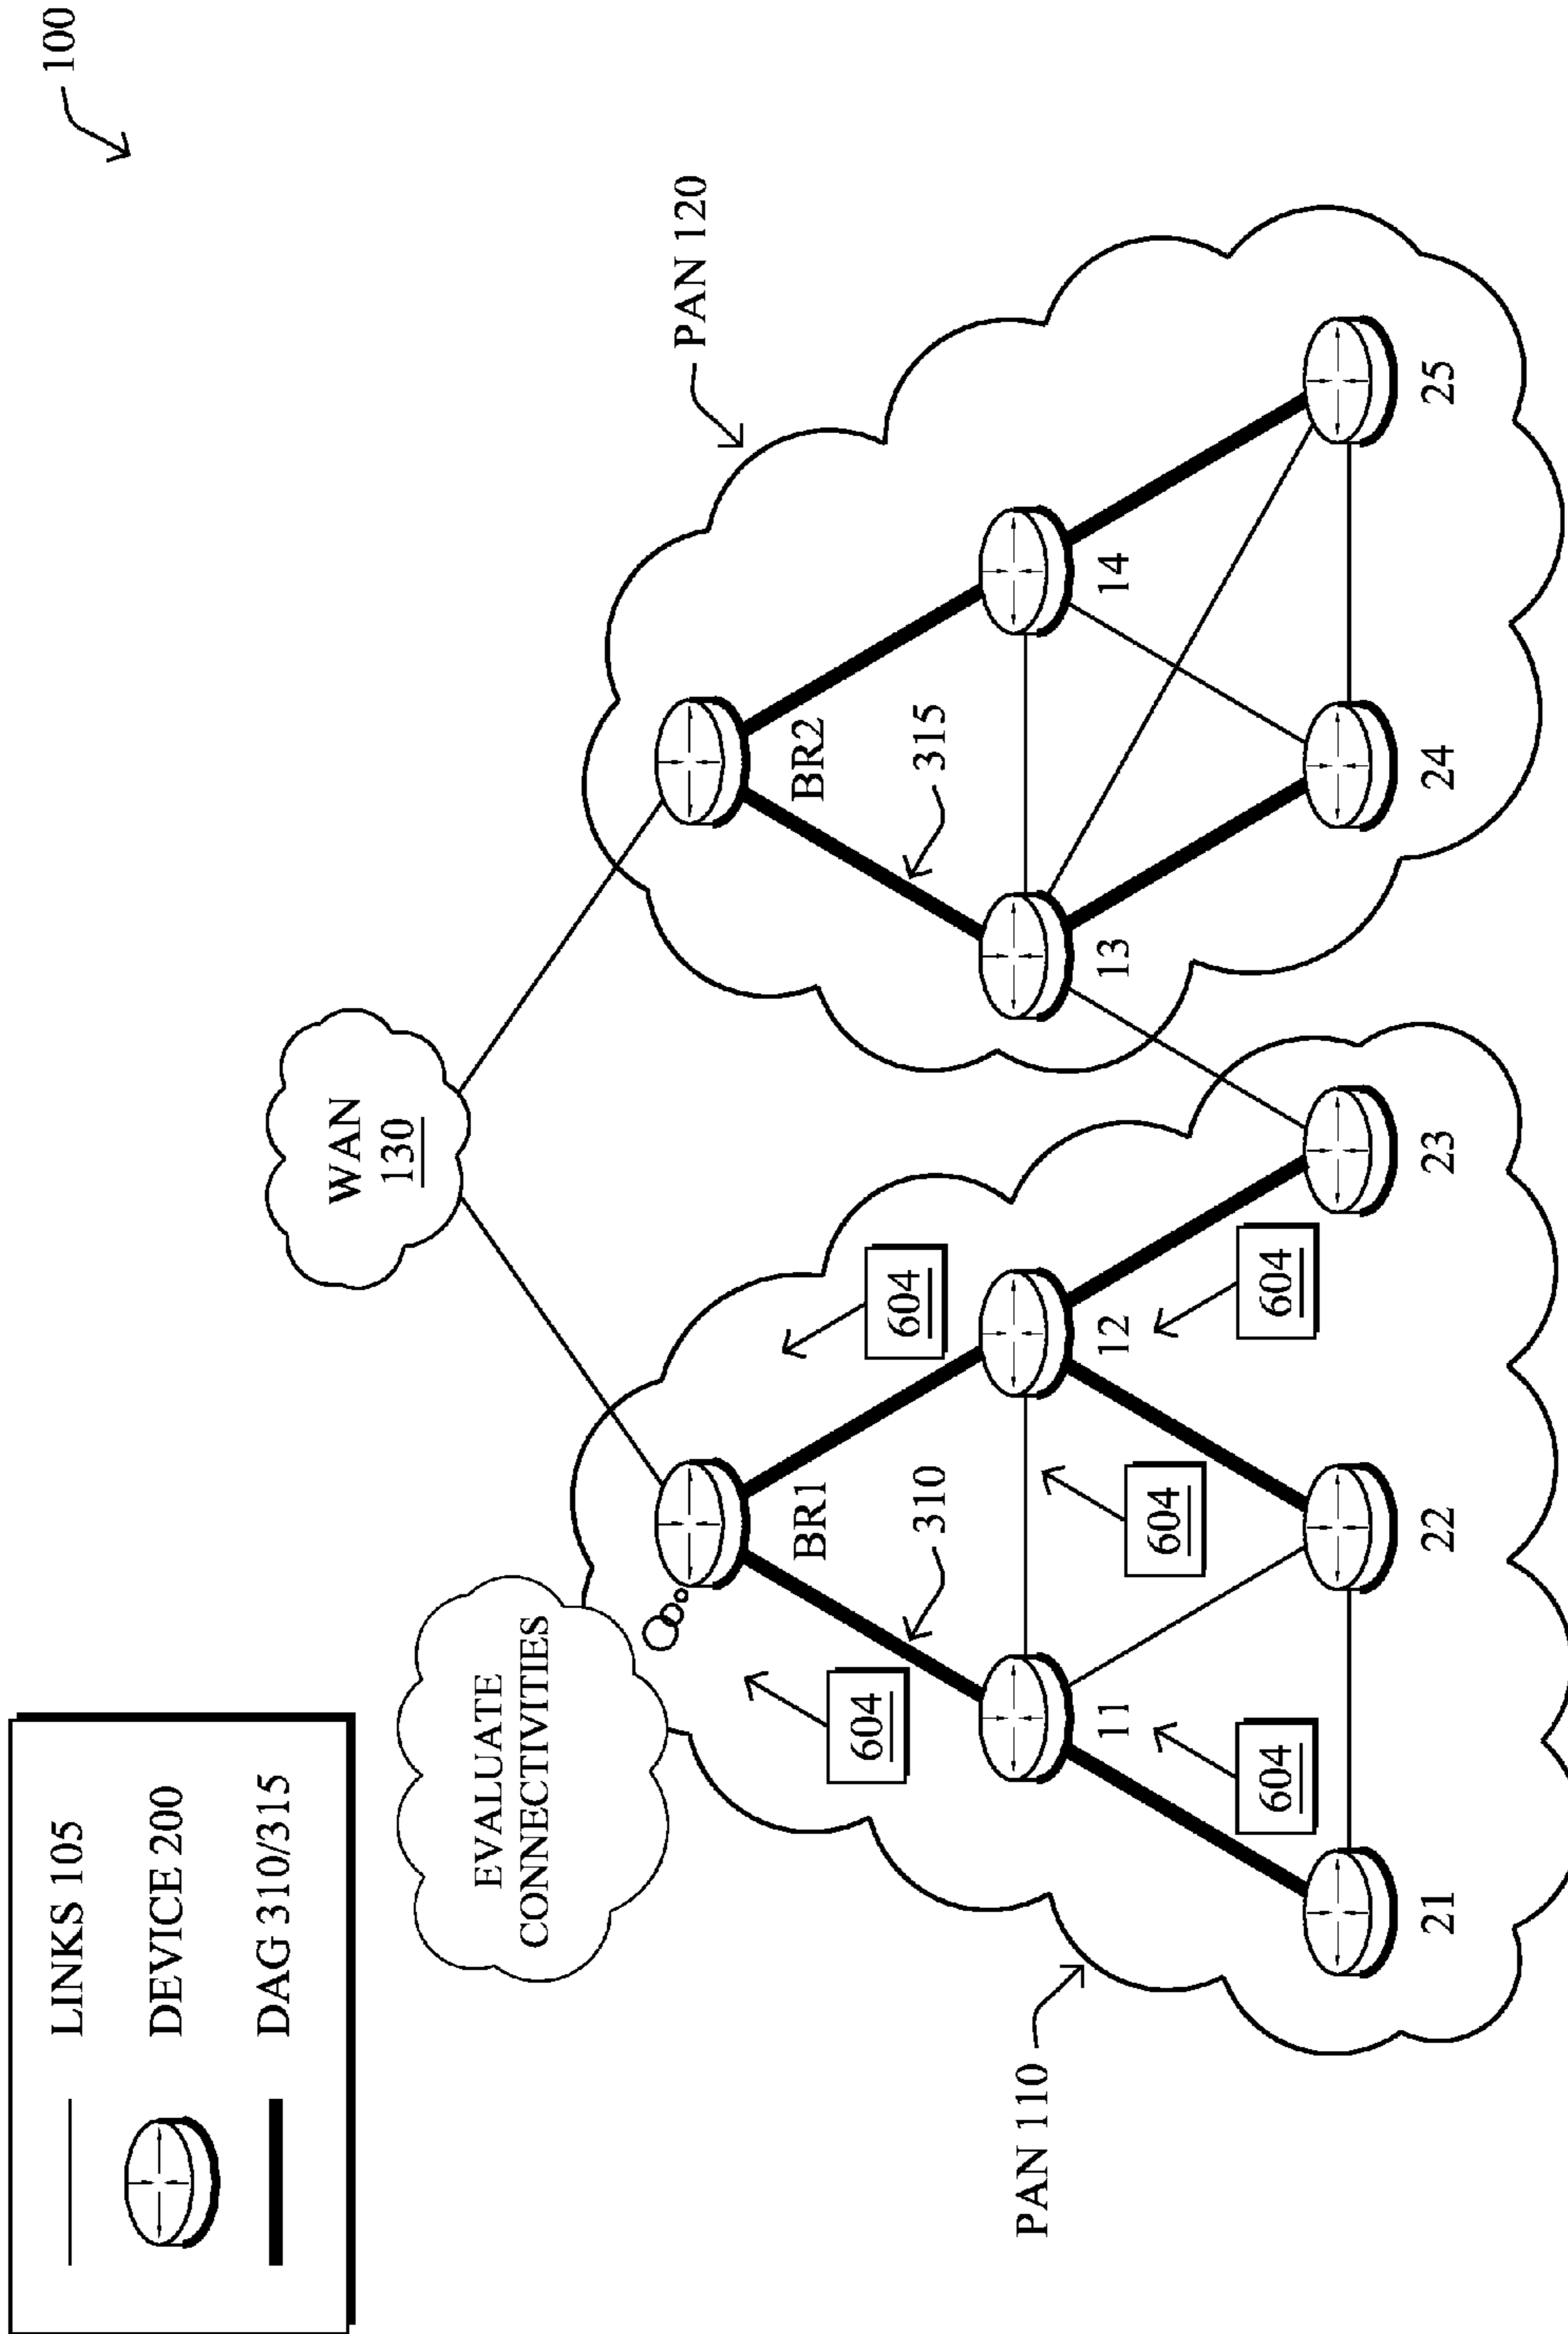 100
LINKS 105
DEVICE 200
DAG 310/315
WAN
130
EVALUATE
CONNECTIVITIES
PAN 120
BR1
BR2
604
604
310
315
PAN 110
11
12
13
14
604
604
604
21
22
23
24
25